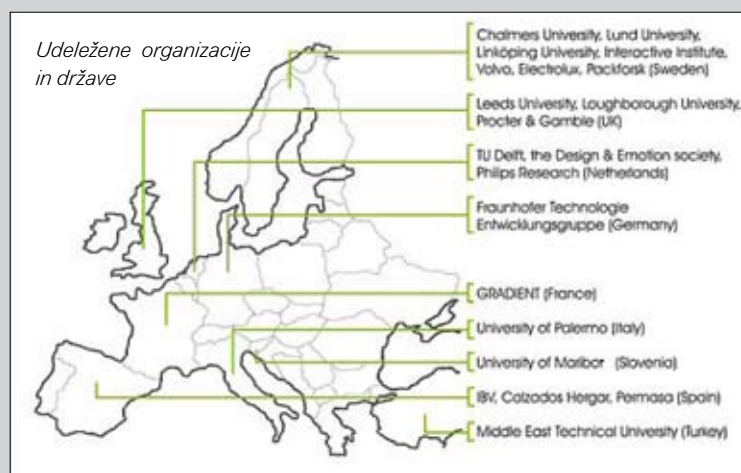 Udeležene organizacije
in države
Chalmers University, Lund University,
Linköping University, Interactive Institute,
Volvo, Electrolux, Packforsk (Sweden)
Leeds University, Loughborough University,
Procter & Gamble (UK)
TU Delft, the Design & Emotion society,
Philips Research (Netherlands)
Fraunhofer Technologie
Entwicklungsgruppe (Germany)
GRADIENT (France)
University of Palermo (Italy)
University of Maribor (Slovenia)
IBV, Calzados Hergar, Permasa (Spain)
Middle East Technical University (Turkey)